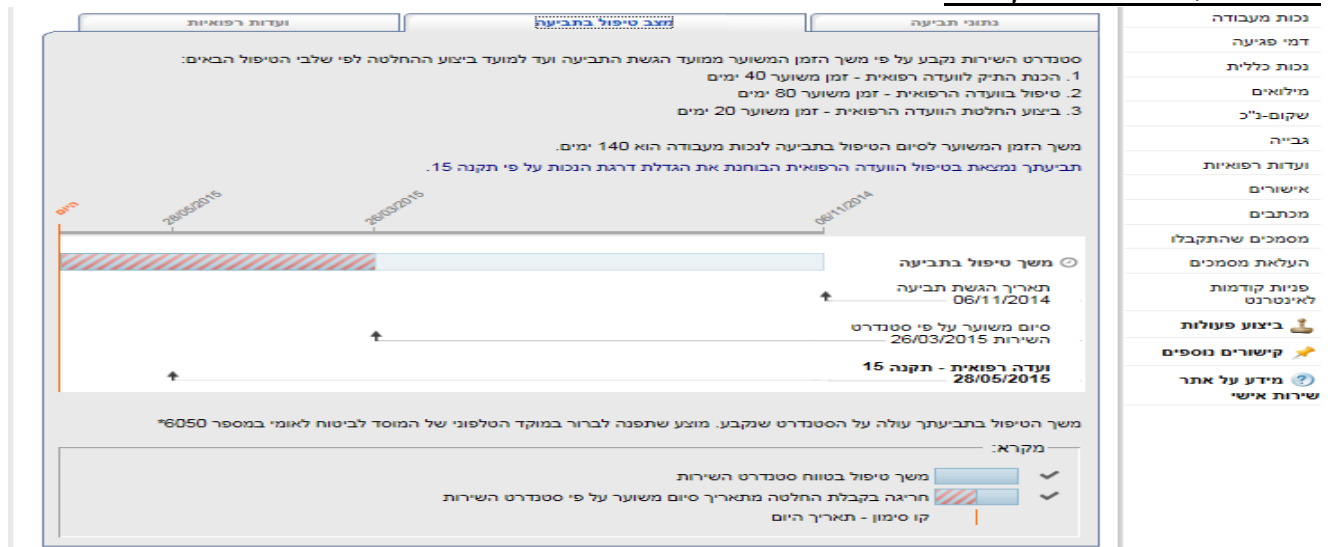 נכות מעבודה
דמי פגיעה
נכות כללית
מילואים
שקום-נ"כ
גבייה
ועדות רפואיות
אישורים
מכתבים
מסמכים שהתקבלו
העלאת מסמכים
פניות קודמות
לאינטרנט
ביצוע פעולות
קישורים נוספים
מידע על אתר
שירות אישי
נתוני תביעה
מצב טיפול בתביעה
ועדות רפואיות
סטנדרט השירות נקבע על פי משך הזמן המשוער ממועד הגשת התביעה ועד למועד ביצוע ההחלטה לפי שלבי הטיפול הבאים:
1. הכנת התיק לוועדה רפואית - זמן משוער 40 ימים
2. טיפול בוועדה הרפואית - זמן משוער 80 ימים
3. ביצוע החלטת הוועדה הרפואית - זמן משוער 20 ימים
משך הזמן המשוער לסיום הטיפול בתביעה לנכות מעבודה הוא 140 ימים.
תביעתך נמצאת בטיפול הוועדה הרפואית הבוחנת את הגדלת דרגת הנכות על פי תקנה 15.
06/11/2014
26/03/2015
28/05/2015
היום
משך טיפול בתביעה
תאריך הגשת תביעה
06/11/2014
סיום משוער על פי סטנדרט
השירות 26/03/2015
ועדה רפואית - תקנה 15
28/05/2015
משך הטיפול בתביעתך עולה על הסטנדרט שנקבע. מוצע שתפנה לברור במוקד הטלפוני של המוסד לביטוח לאומי במספר 6050*
מקרא:
משך טיפול בטווח סטנדרט השירות
חריגה בקבלת החלטה מתאריך סיום משוער על פי סטנדרט השירות
קו סימון - תאריך היום